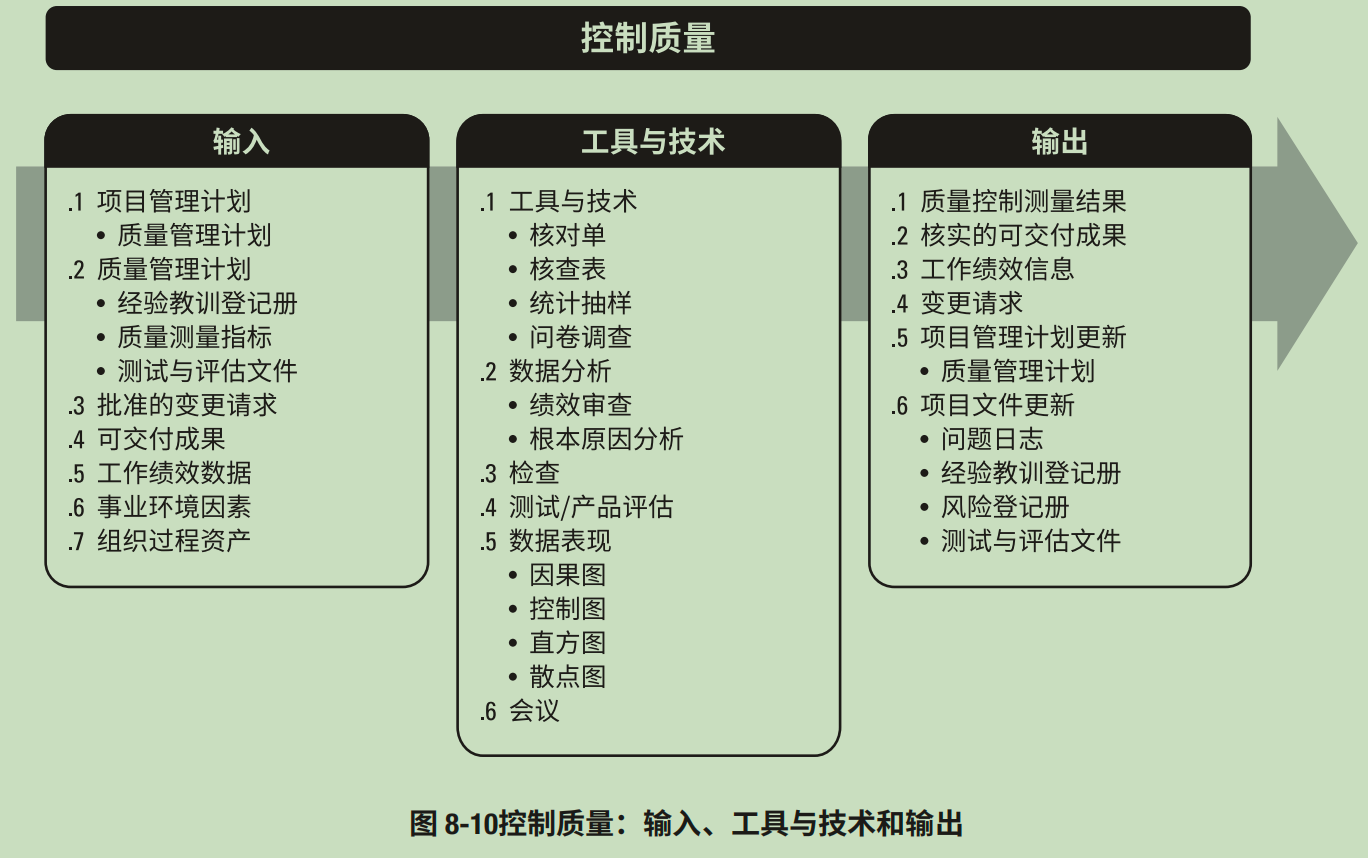 控制质量
输入
.1 项目管理计划
• 质量管理计划
.2 质量管理计划
• 经验教训登记册
• 质量测量指标
• 测试与评估文件
.3 批准的变更请求
.4 可交付成果
.5 工作绩效数据
.6 事业环境因素
.7 组织过程资产
工具与技术
.1 工具与技术
• 核对单
• 核查表
• 统计抽样
• 问卷调查
.2 数据分析
• 绩效审查
• 根本原因分析
.3 检查
.4 测试/产品评估
.5 数据表现
• 因果图
• 控制图
• 直方图
• 散点图
.6 会议
输出
.1 质量控制测量结果
.2 核实的可交付成果
.3 工作绩效信息
.4 变更请求
.5 项目管理计划更新
• 质量管理计划
.6 项目文件更新
• 问题日志
• 经验教训登记册
• 风险登记册
• 测试与评估文件
图 8-10控制质量：输入、工具与技术和输出